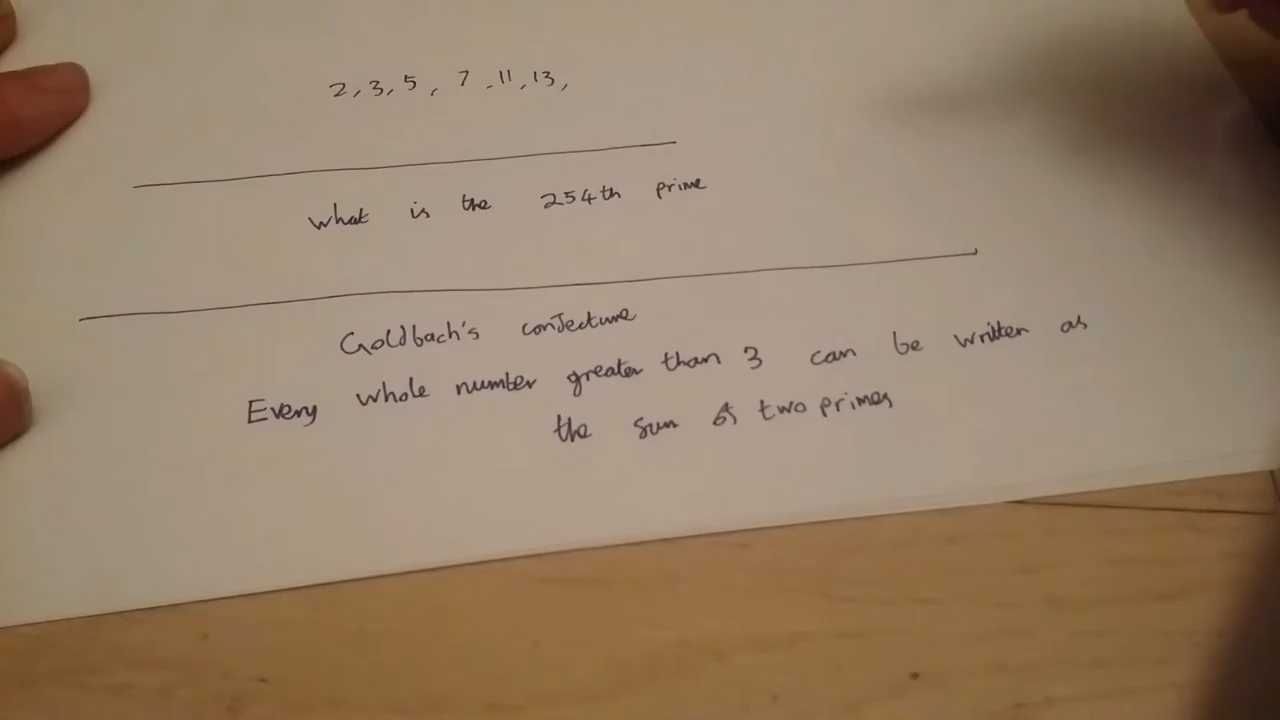 2, 3, 5, 7, 11, 13,
What is the 254th prime
Goldbach's conjecture
Every whole number greater than 3 can be written as
the sum of two primes